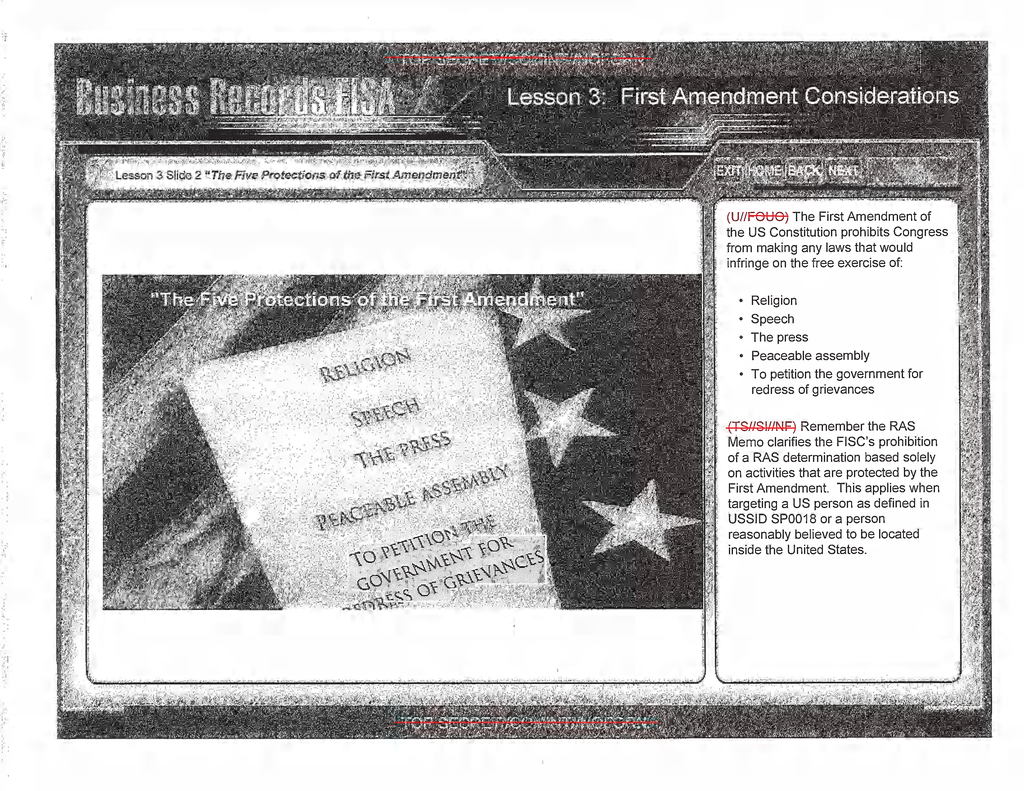 Business Records FISA
Lesson 3: First Amendment Considerations
Lesson 3 Slide 2 "The Five Protections of the First Amendment"
EXIT HOME BACK NEXT
"The Five Protections of the First Amendment"
RELIGION
SPEECH
THE PRESS
PEACEABLE ASSEMBLY
TO PETITION THE
GOVERNMENT FOR
REDRESS OF GRIEVANCES
(U//FOUO) The First Amendment of
the US Constitution prohibits Congress
from making any laws that would
infringe on the free exercise of:
• Religion
• Speech
• The press
• Peaceable assembly
• To petition the government for
redress of grievances
(TS//SI//NF) Remember the RAS
Memo clarifies the FISC's prohibition
of a RAS determination based solely
on activities that are protected by the
First Amendment. This applies when
targeting a US person as defined in
USSID SP0018 or a person
reasonably believed to be located
inside the United States.